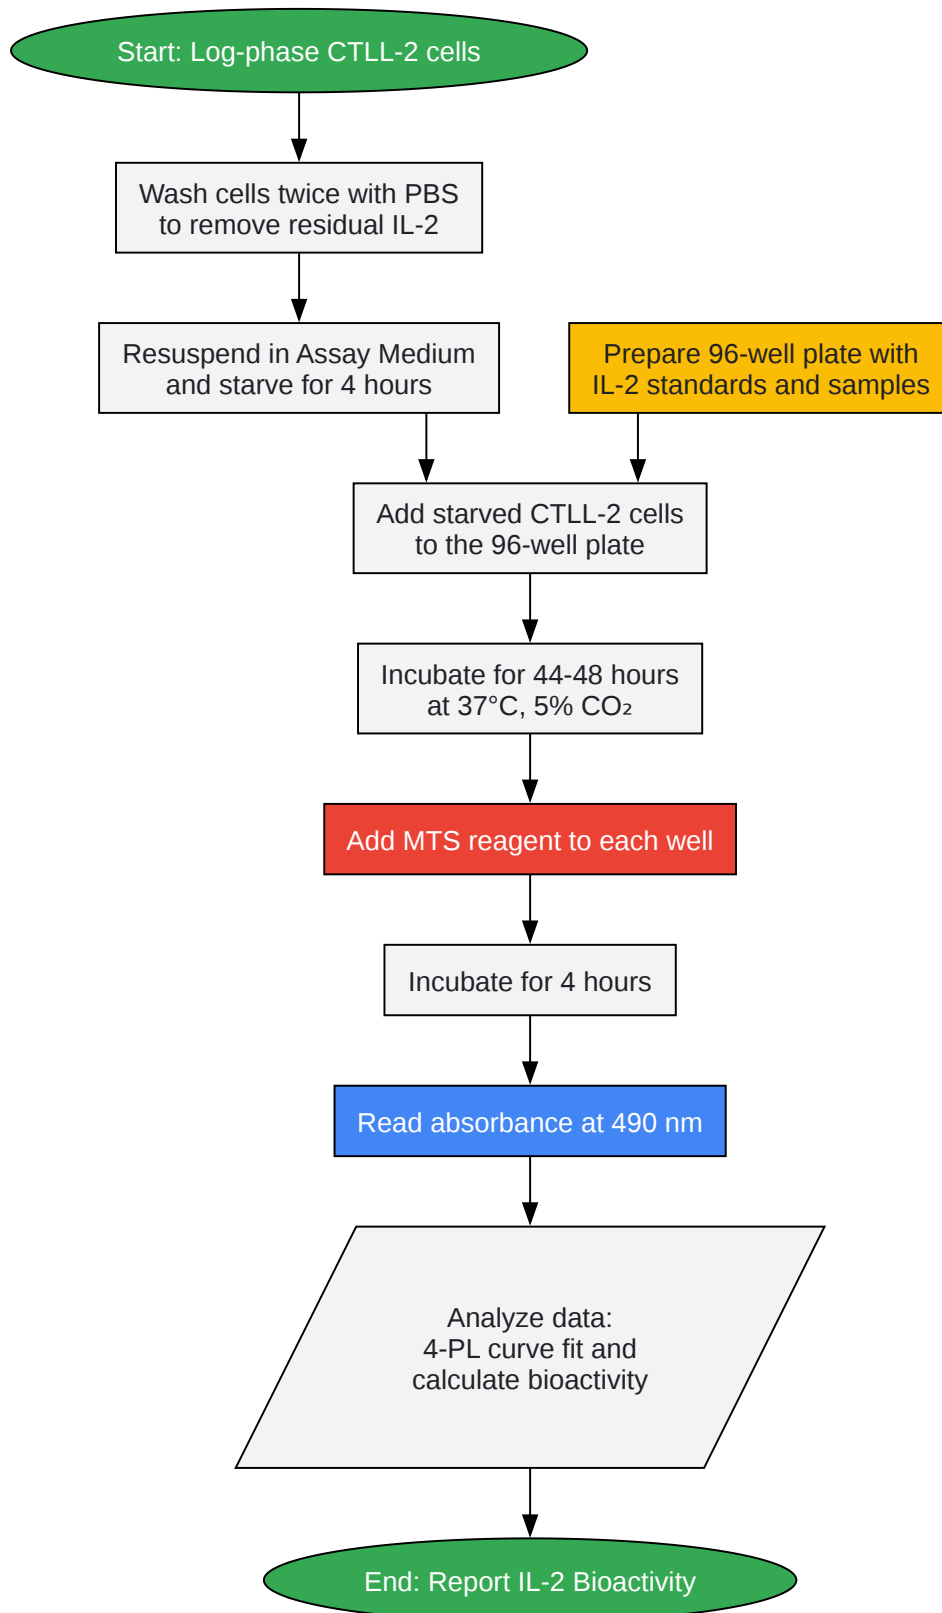 Start: Log-phase CTLL-2 cells
Wash cells twice with PBS
to remove residual IL-2
Resuspend in Assay Medium
and starve for 4 hours
Prepare 96-well plate with
IL-2 standards and samples
Add starved CTLL-2 cells
to the 96-well plate
Incubate for 44-48 hours
at 37°C, 5% CO₂
Add MTS reagent to each well
Incubate for 4 hours
Read absorbance at 490 nm
Analyze data:
4-PL curve fit and
calculate bioactivity
End: Report IL-2 Bioactivity